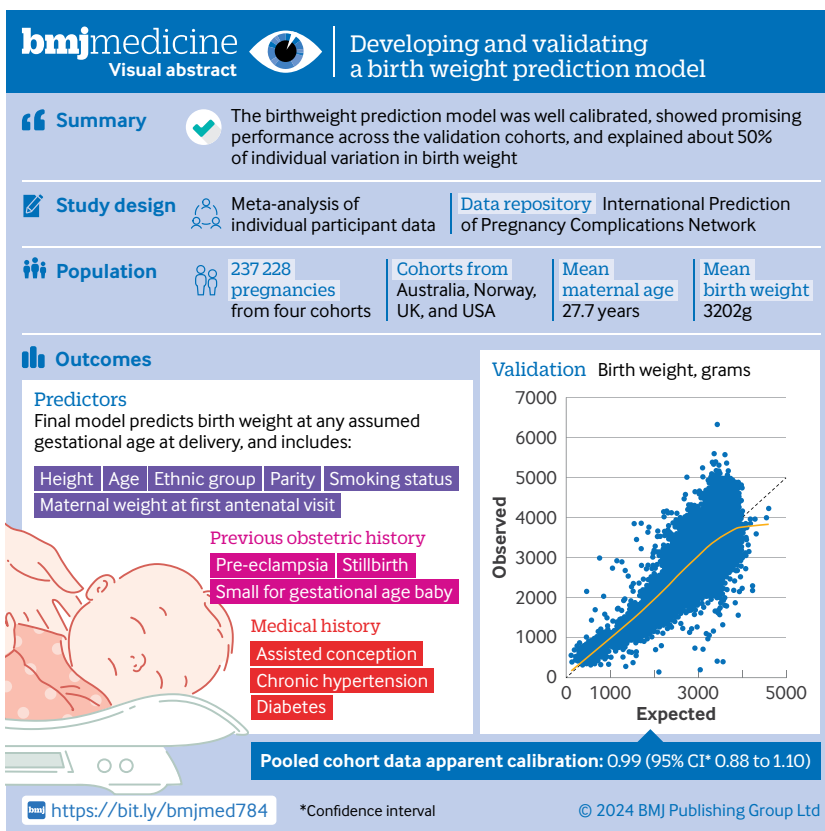 bmjmedicine
Visual abstract
Developing and validating
a birth weight prediction model
Summary
The birthweight prediction model was well calibrated, showed promising
performance across the validation cohorts, and explained about 50%
of individual variation in birth weight
Study design
Meta-analysis of
individual participant data
Data repository International Prediction
of Pregnancy Complications Network
Population
237 228
pregnancies
from four cohorts
Cohorts from
Australia, Norway,
UK, and USA
Mean
maternal age
27.7 years
Mean
birth weight
3202g
Outcomes
Predictors
Final model predicts birth weight at any assumed
gestational age at delivery, and includes:
Height Age Ethnic group Parity Smoking status
Maternal weight at first antenatal visit
Previous obstetric history
Pre-eclampsia Stillbirth
Small for gestational age baby
Medical history
Assisted conception
Chronic hypertension
Diabetes
Validation Birth weight, grams
7000
6000
5000
4000
3000
2000
1000
0
Observed
0 1000 3000 5000
Expected
Pooled cohort data apparent calibration: 0.99 (95% CI* 0.88 to 1.10)
bmj https://bit.ly/bmjmed784
*Confidence interval
© 2024 BMJ Publishing Group Ltd